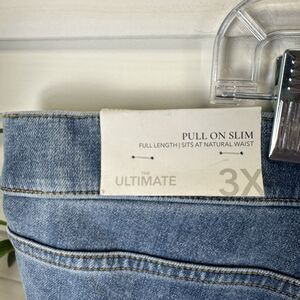 PULL ON SLIM
FULL LENGTH | SITS AT NATURAL WAIST
THE
ULTIMATE
3X